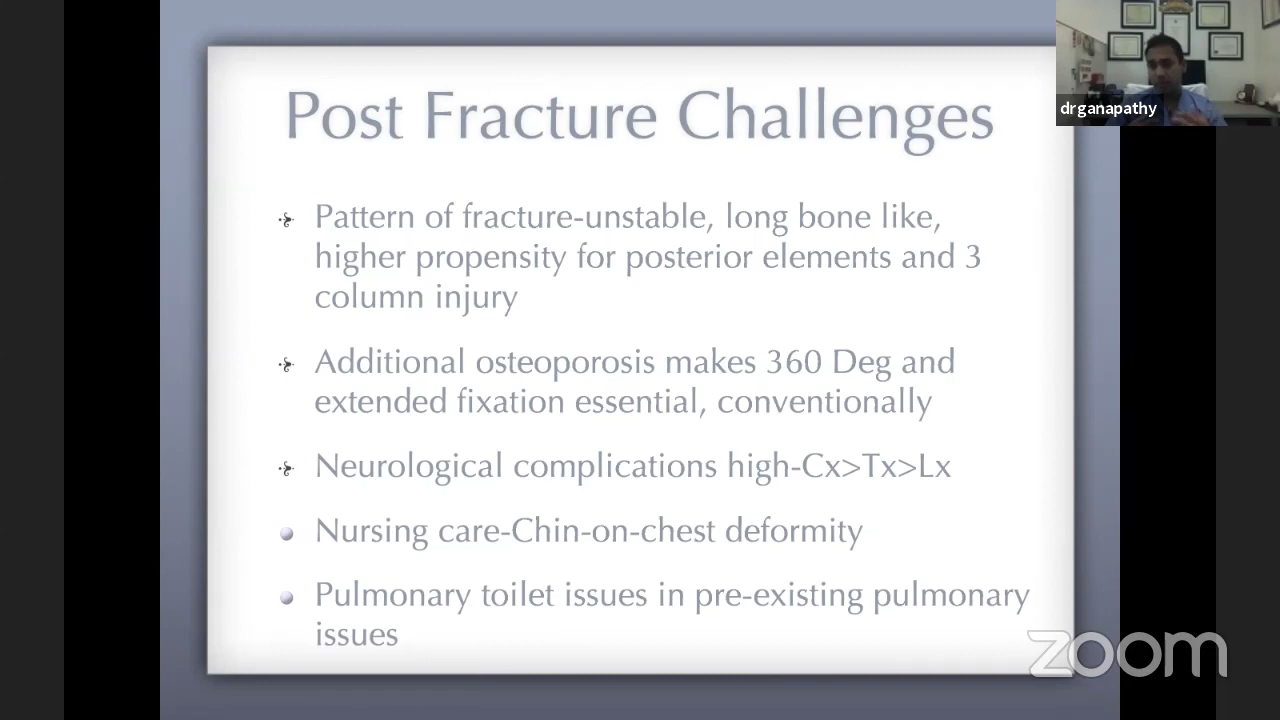 Post Fracture Challenges
Pattern of fracture-unstable, long bone like,
higher propensity for posterior elements and 3
column injury
Additional osteoporosis makes 360 Deg and
extended fixation essential, conventionally
Neurological complications high-Cx>Tx>Lx
Nursing care-Chin-on-chest deformity
Pulmonary toilet issues in pre-existing pulmonary
issues
drganapathy
zoom